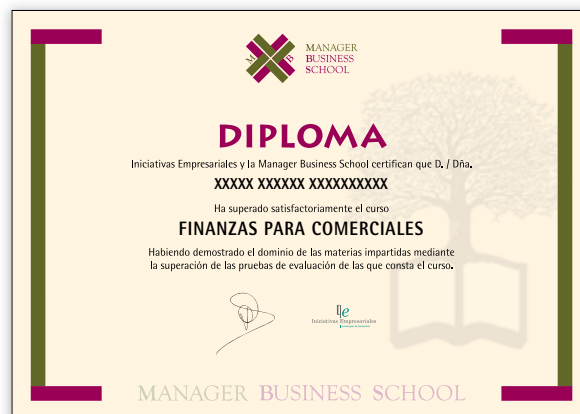 M B
MANAGER
BUSINESS
SCHOOL
DIPLOMA
Iniciativas Empresariales y la Manager Business School certifican que D. / Dña.
XXXXX XXXXXX XXXXXXXXXX
Ha superado satisfactoriamente el curso
FINANZAS PARA COMERCIALES
Habiendo demostrado el dominio de las materias impartidas mediante
la superación de las pruebas de evaluación de las que consta el curso.
Ie
Iniciativas Empresariales
MANAGER BUSINESS SCHOOL